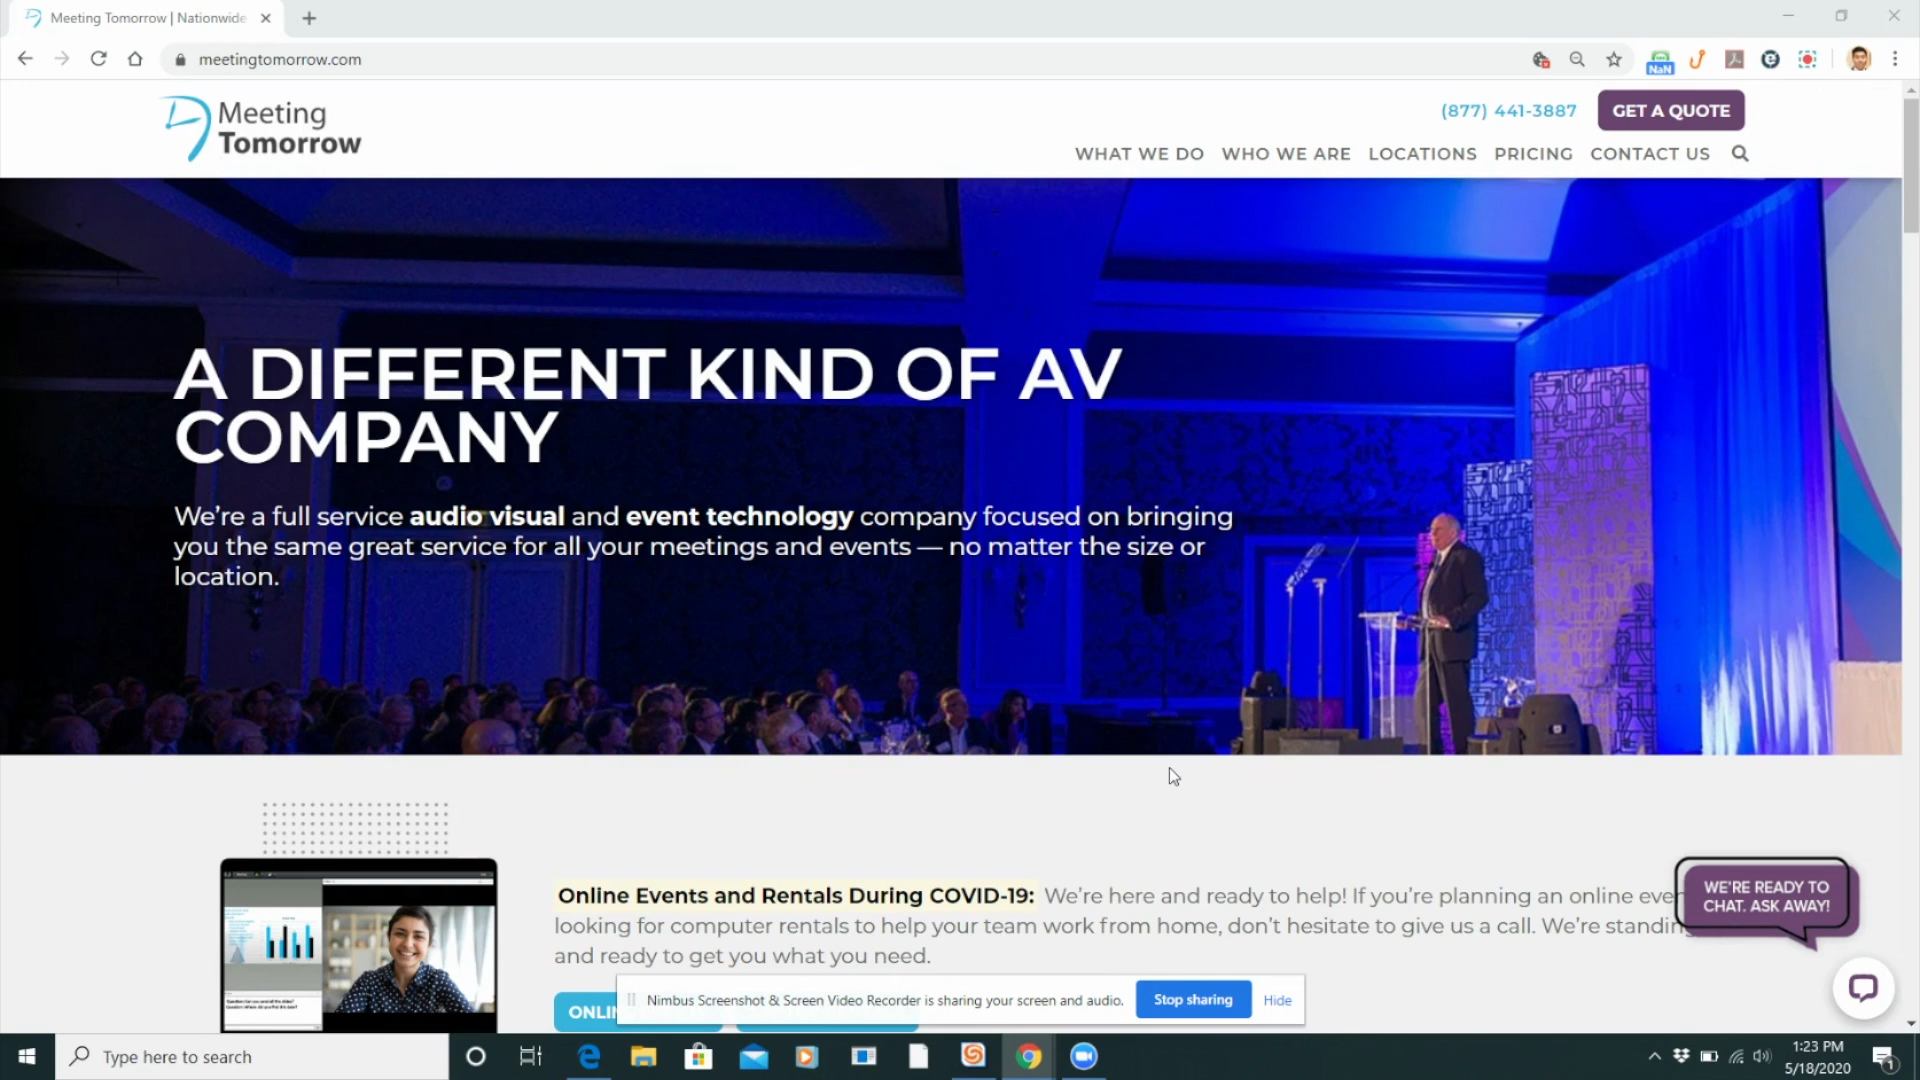 Meeting Tomorrow | Nationwide
meetingtomorrow.com
NaN
Meeting
Tomorrow
(877) 441-3887
GET A QUOTE
WHAT WE DO
WHO WE ARE
LOCATIONS
PRICING
CONTACT US
A DIFFERENT KIND OF AV
COMPANY
We're a full service audio visual and event technology company focused on bringing
you the same great service for all your meetings and events — no matter the size or
location.
Online Events and Rentals During COVID-19: We're here and ready to help! If you're planning an online eve
looking for computer rentals to help your team work from home, don't hesitate to give us a call. We're standing
and ready to get you what you need.
WE'RE READY TO
CHAT. ASK AWAY!
ONLIN
Nimbus Screenshot & Screen Video Recorder is sharing your screen and audio.
Stop sharing
Hide
Type here to search
1:23 PM
5/18/2020
1